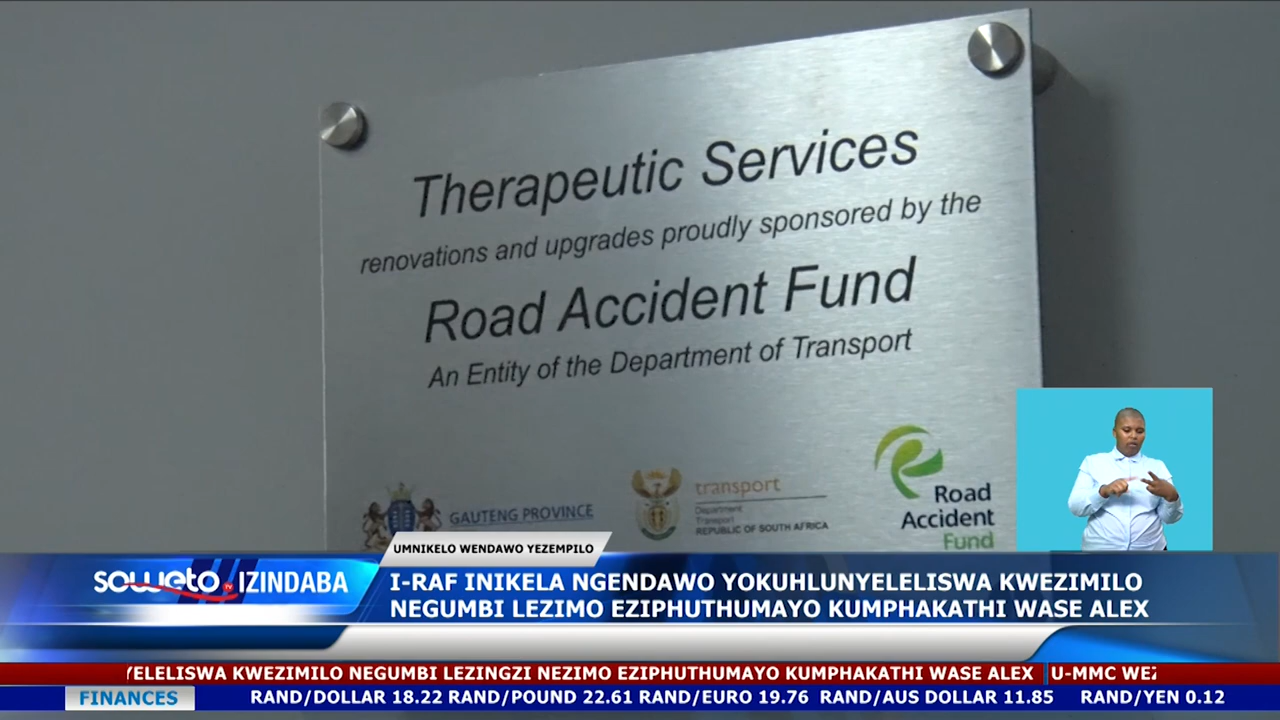 Therapeutic Services
renovations and upgrades proudly sponsored by the
Road Accident Fund
An Entity of the Department of Transport
GAUTENG PROVINCE
transport
Department
Transport
REPUBLIC OF SOUTH AFRICA
Road
Accident
Fund
UMNIKELO WENDAWO YEZEMPILO
soweto tv IZINDABA
I-RAF INIKELA NGENDAWO YOKUHLUNYELELISWA KWEZIMILO
NEGUMBI LEZIMO EZIPHUTHUMAYO KUMPHAKATHI WASE ALEX
YELELISWA KWEZIMILO NEGUMBI LEZINGZI NEZIMO EZIPHUTHUMAYO KUMPHAKATHI WASE ALEX U-MMC WEZ
FINANCES RAND/DOLLAR 18.22 RAND/POUND 22.61 RAND/EURO 19.76 RAND/AUS DOLLAR 11.85 RAND/YEN 0.12